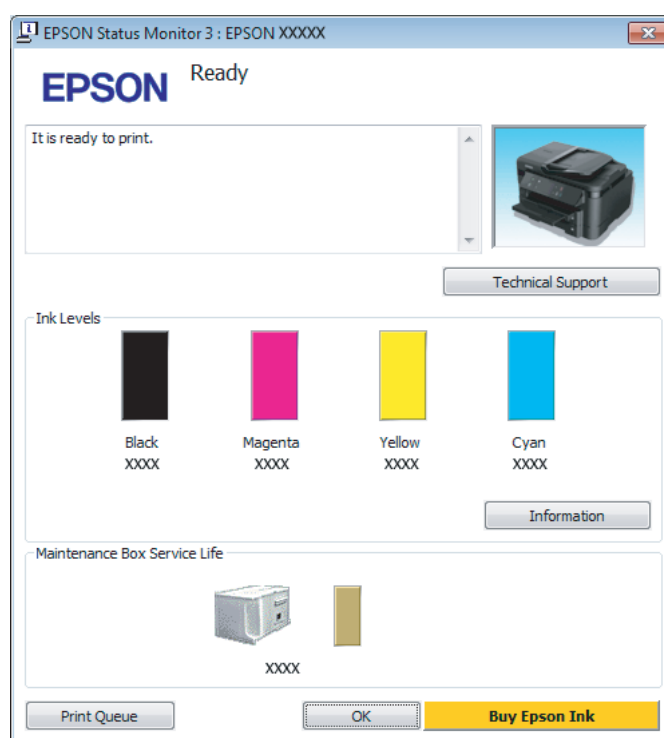 EPSON Status Monitor 3 : EPSON XXXXX
EPSON
Ready
It is ready to print.
Technical Support
Ink Levels
Black Magenta Yellow Cyan
XXXX XXXX XXXX XXXX
Information
Maintenance Box Service Life
XXXX
Print Queue OK Buy Epson Ink